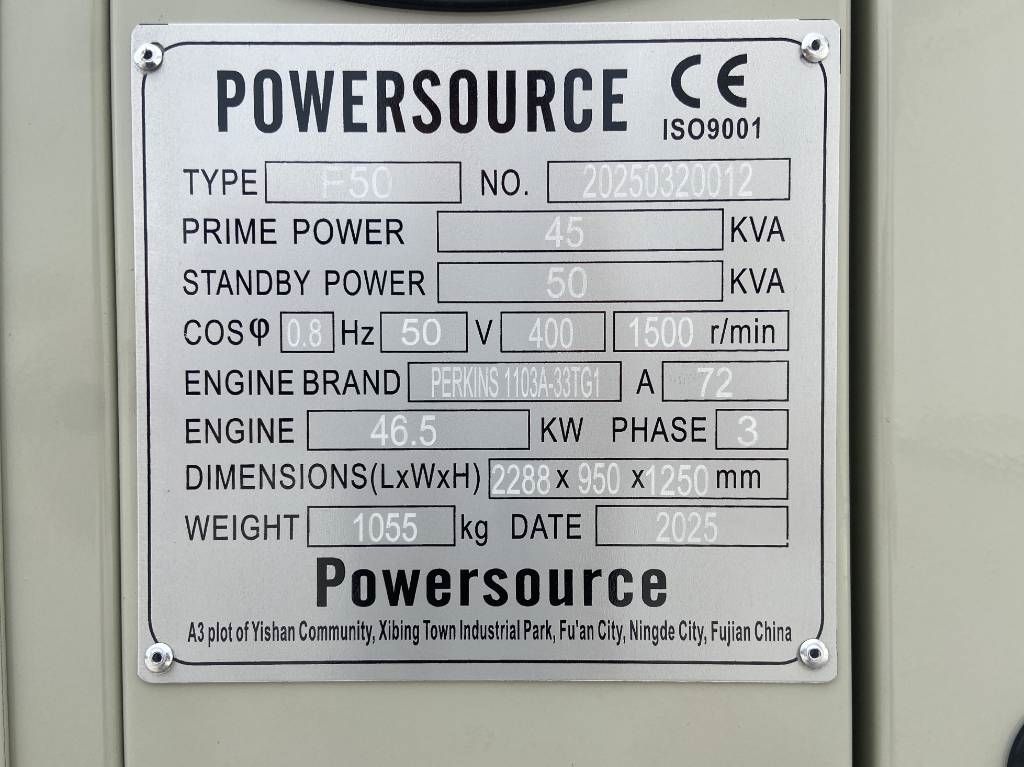 POWERSOURCE CE
ISO9001
TYPE P50 NO. 20250320012
PRIME POWER 45 KVA
STANDBY POWER 50 KVA
COSφ 0.8 Hz 50 V 400 1500 r/min
ENGINE BRAND PERKINS 1103A-33TG1 A 72
ENGINE 46.5 KW PHASE 3
DIMENSIONS(LxWxH) 2288 x 950 x1250 mm
WEIGHT 1055 kg DATE 2025
Powersource
A3 plot of Yishan Community, Xibing Town Industrial Park, Fu'an City, Ningde City, Fujian China